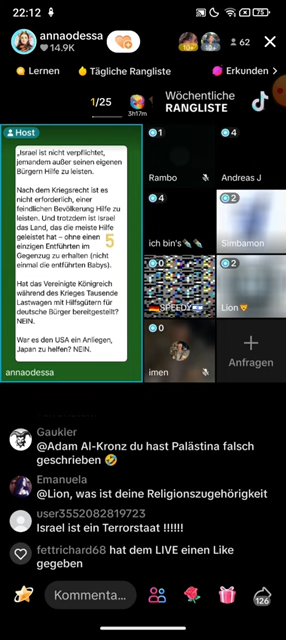 22:12
75
annaodessa
14.9K
10+
10+
62
Lernen
Tägliche Rangliste
Erkunden >
1/25
3h17m
Wöchentliche
RANGLISTE
Host
„Israel ist nicht verpflichtet,
jemandem außer seinen eigenen
Bürgern Hilfe zu leisten.
Nach dem Kriegsrecht ist es
nicht erforderlich, einer
feindlichen Bevölkerung Hilfe zu
leisten. Und trotzdem ist Israel
das Land, das die meiste Hilfe
geleistet hat – ohne einen
einzigen Entführten im
Gegenzug zu erhalten (nicht
einmal die entführten Babys).
5
Hat das Vereinigte Königreich
während des Krieges Tausende
Lastwagen mit Hilfsgütern für
deutsche Bürger bereitgestellt?
NEIN.
War es den USA ein Anliegen,
Japan zu helfen? NEIN.
annaodessa
1
Rambo
4
Andreas J
4
ich bin's
2
Simbamon
0
SPEEDY
2
Lion
0
imen
+
Anfragen
Gaukler
@Adam Al-Kronz du hast Palästina falsch
geschrieben 🤣
Emanuela
@Lion, was ist deine Religionszugehörigkeit
user3552082819723
Israel ist ein Terrorstaat !!!!!!
fettrichard68 hat dem LIVE einen Like
gegeben
Kommenta...
126